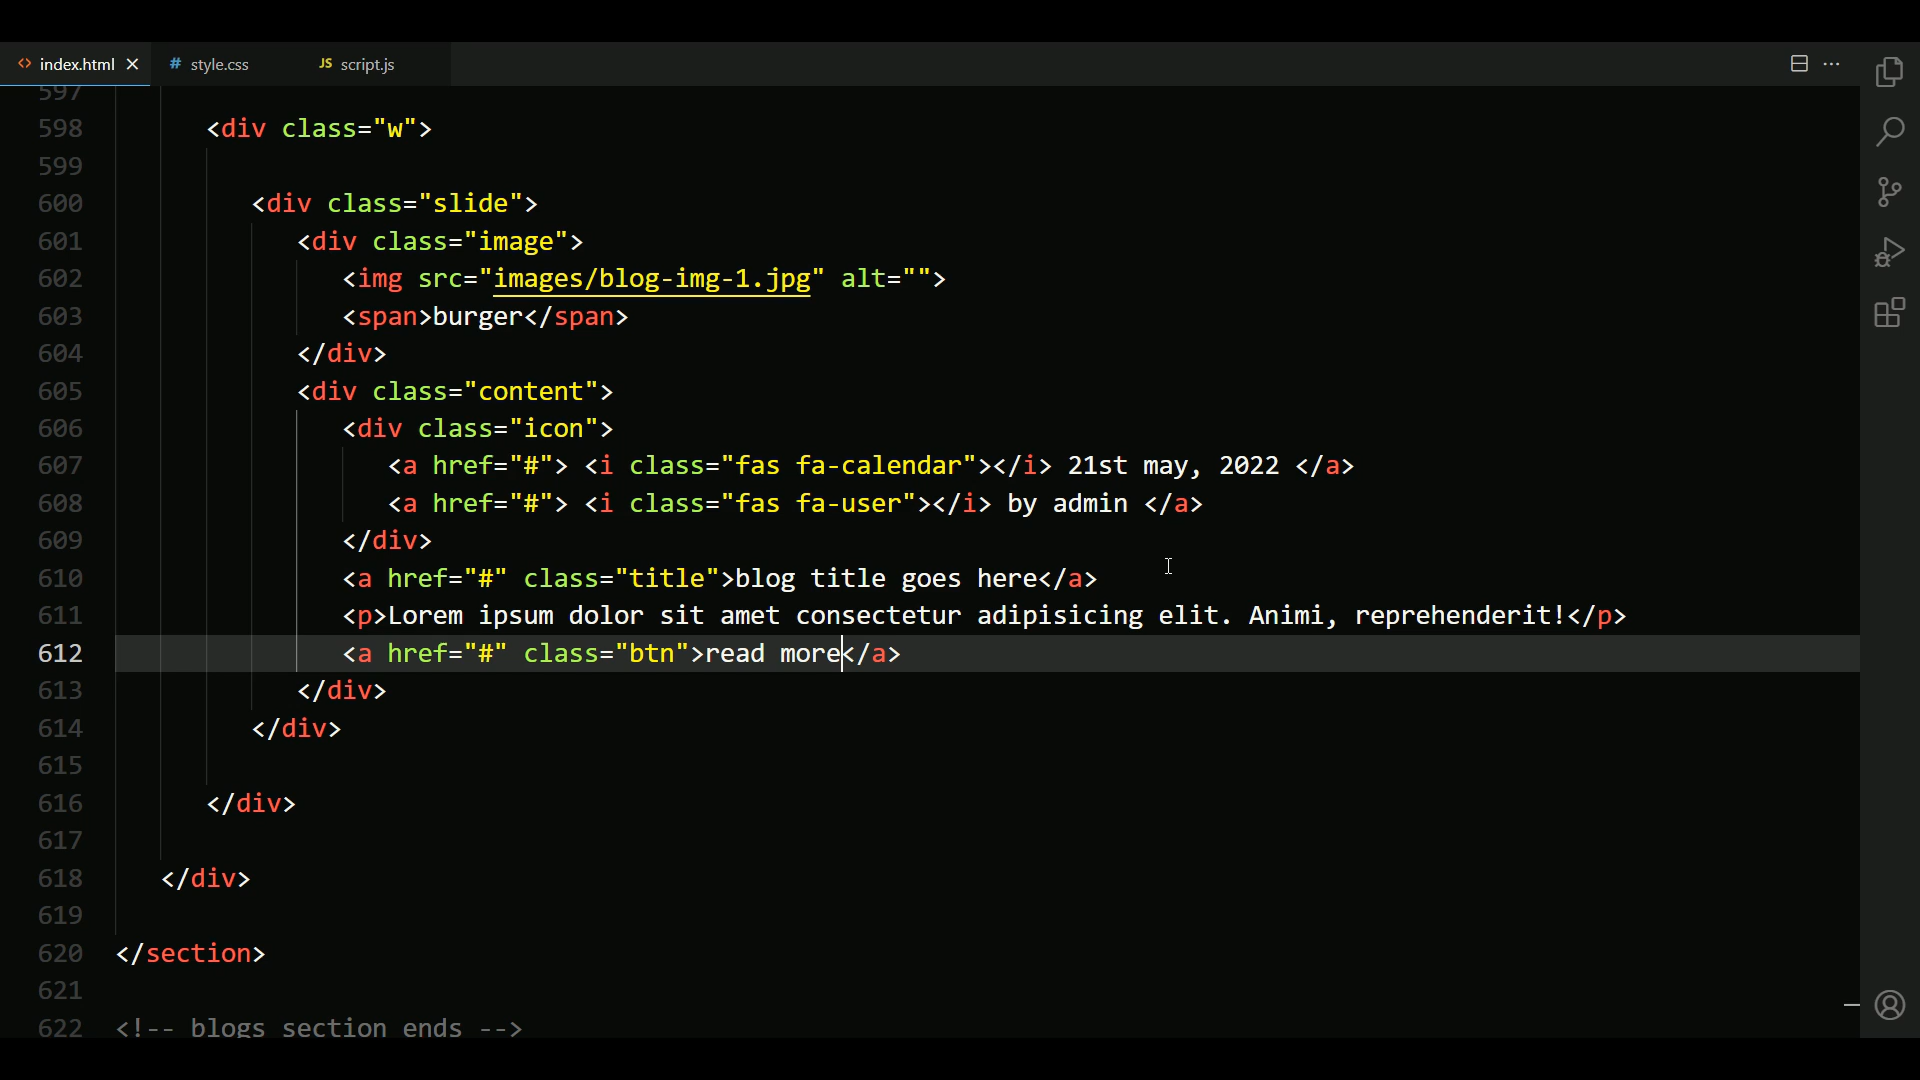 index.html
style.css
JS script.js
597
598 <div class="w">
599
600 <div class="slide">
601 <div class="image">
602 <img src="images/blog-img-1.jpg" alt="">
603 <span>burger</span>
604 </div>
605 <div class="content">
606 <div class="icon">
607 <a href="#"> <i class="fas fa-calendar"></i> 21st may, 2022 </a>
608 <a href="#"> <i class="fas fa-user"></i> by admin </a>
609 </div>
610 <a href="#" class="title">blog title goes here</a>
611 <p>Lorem ipsum dolor sit amet consectetur adipisicing elit. Animi, reprehenderit!</p>
612 <a href="#" class="btn">read more</a>
613 </div>
614 </div>
615
616 </div>
617
618 </div>
619
620 </section>
621
622 <!-- blogs section ends -->